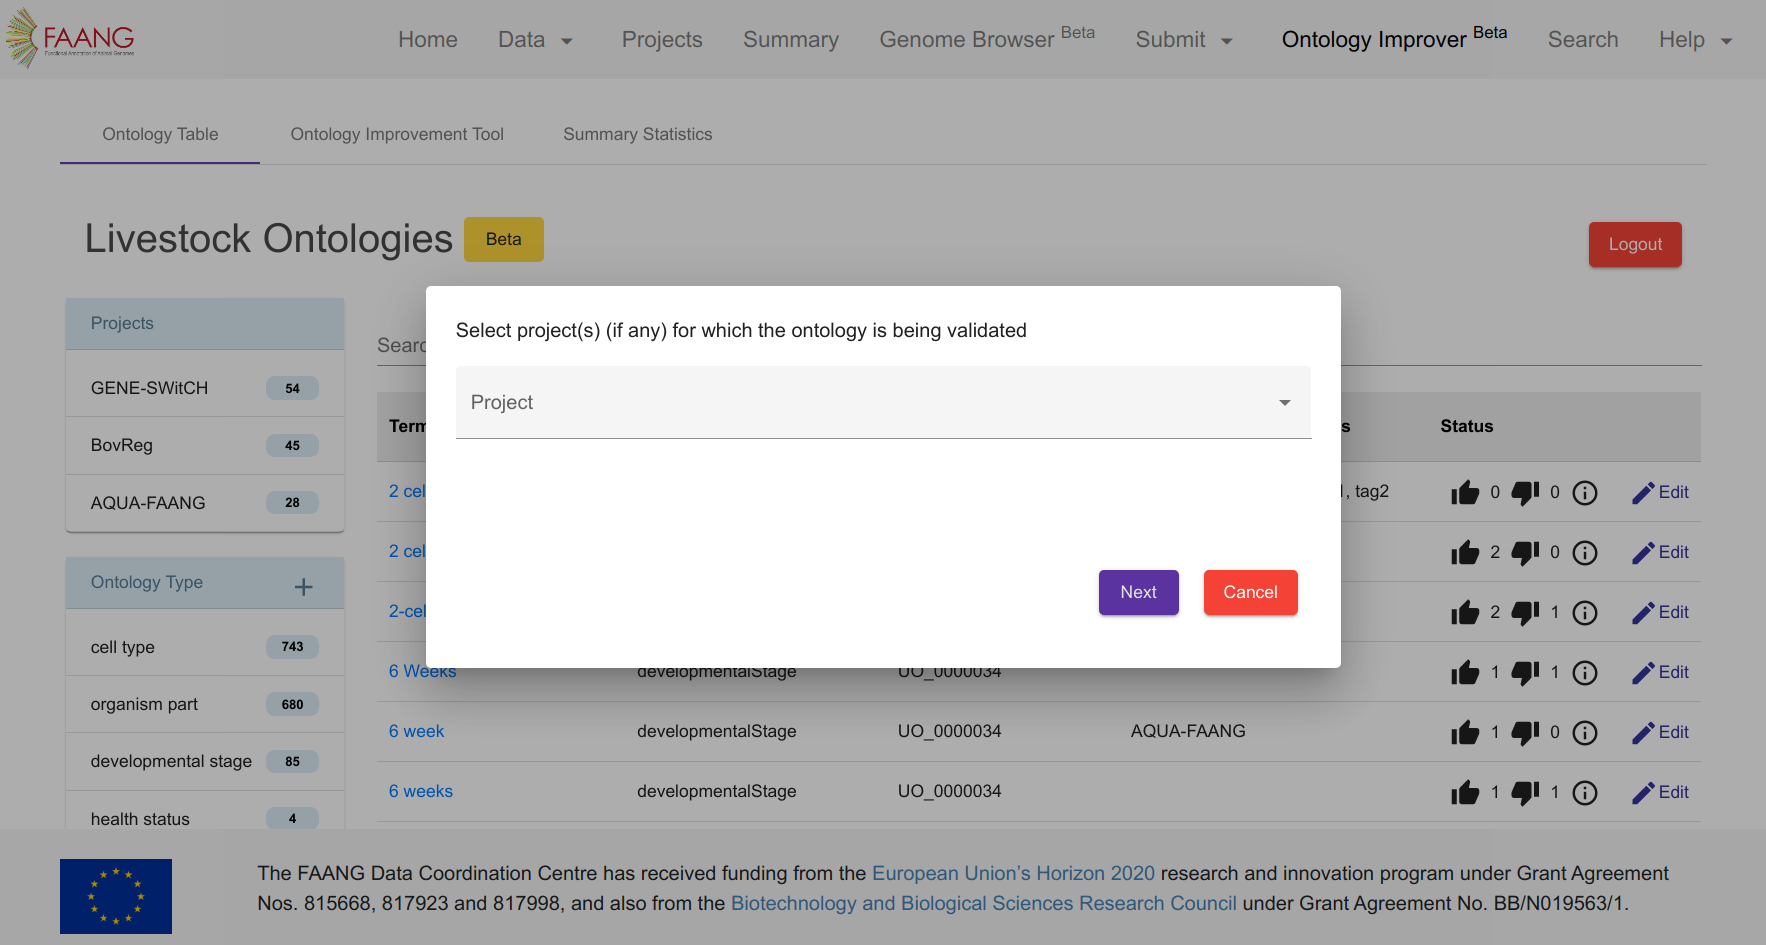 FAANG
Functional Annotation of Animal Genomes
Home Data Projects Summary Genome Browser Beta Submit Ontology Improver Beta Search Help
Ontology Table Ontology Improvement Tool Summary Statistics
Livestock Ontologies Beta
Logout
Projects
GENE-SWitCH 54
BovReg 45
AQUA-FAANG 28
Ontology Type +
cell type 743
organism part 680
developmental stage 85
health status 4
Select project(s) (if any) for which the ontology is being validated
Project
Next Cancel
Term Status
2 cel , tag2 0 0 Edit
2 cel 2 0 Edit
2-cel 2 1 Edit
6 Weeks developmentalStage UO_0000034 1 1 Edit
6 week developmentalStage UO_0000034 AQUA-FAANG 1 0 Edit
6 weeks developmentalStage UO_0000034 1 1 Edit
The FAANG Data Coordination Centre has received funding from the European Union’s Horizon 2020 research and innovation program under Grant Agreement
Nos. 815668, 817923 and 817998, and also from the Biotechnology and Biological Sciences Research Council under Grant Agreement No. BB/N019563/1.